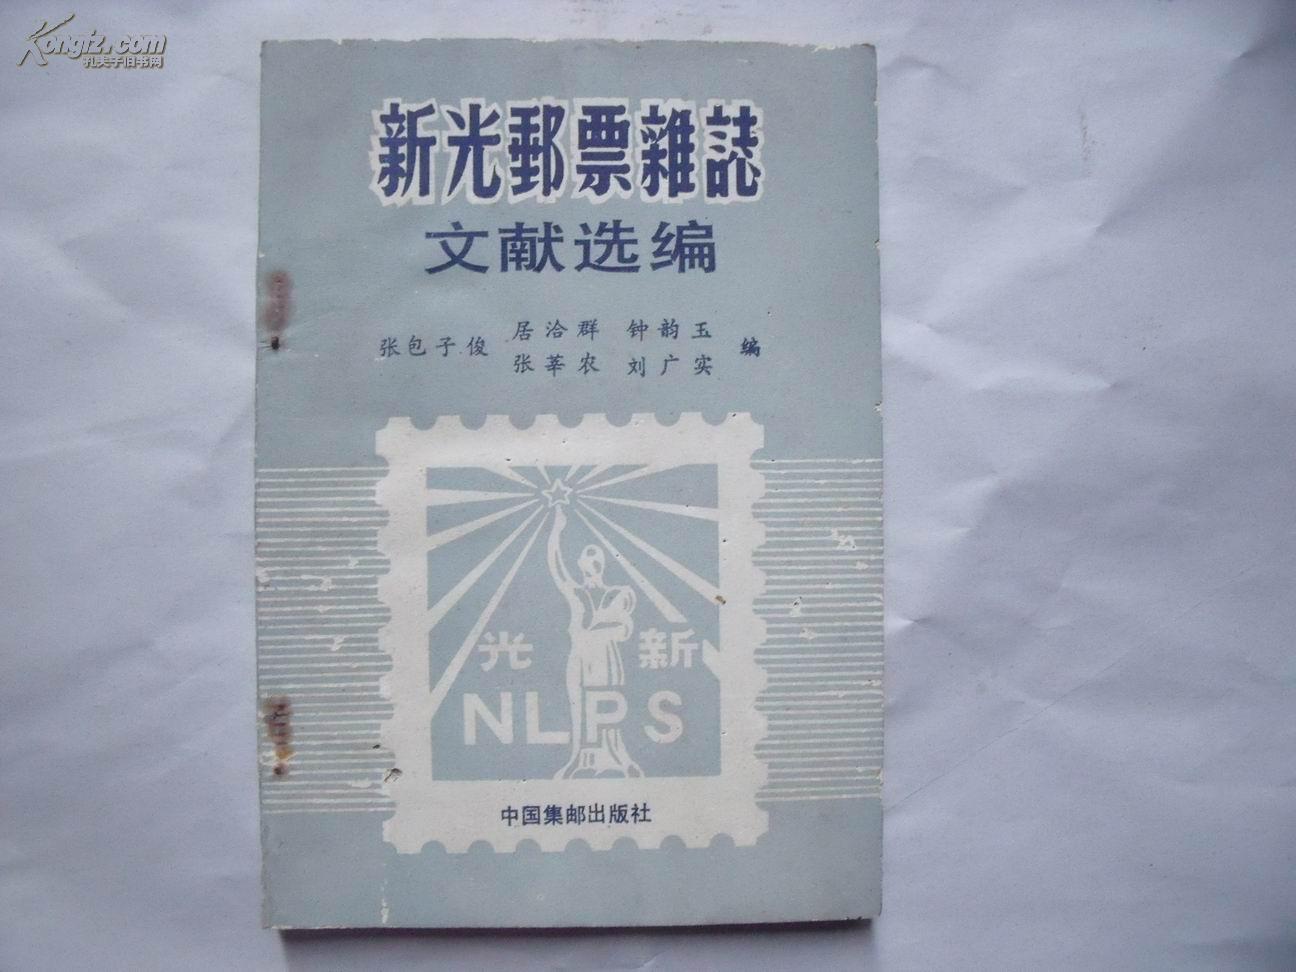 Kongfz.com
孔夫子旧书网
新光郵票雜誌
文献选编
张包子俊 居洽群 钟韵玉 编
张莘农 刘广实
光 新
NLPS
中国集邮出版社